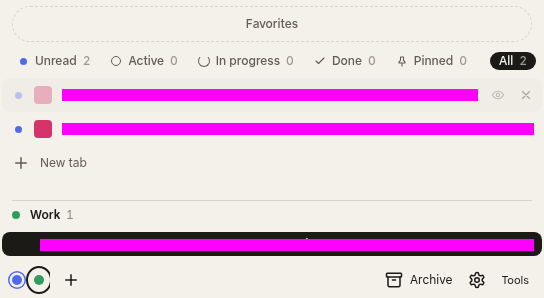 Favorites
Unread 2 Active 0 In progress 0 Done 0 Pinned 0 All 2
New tab
Work 1
Archive Tools